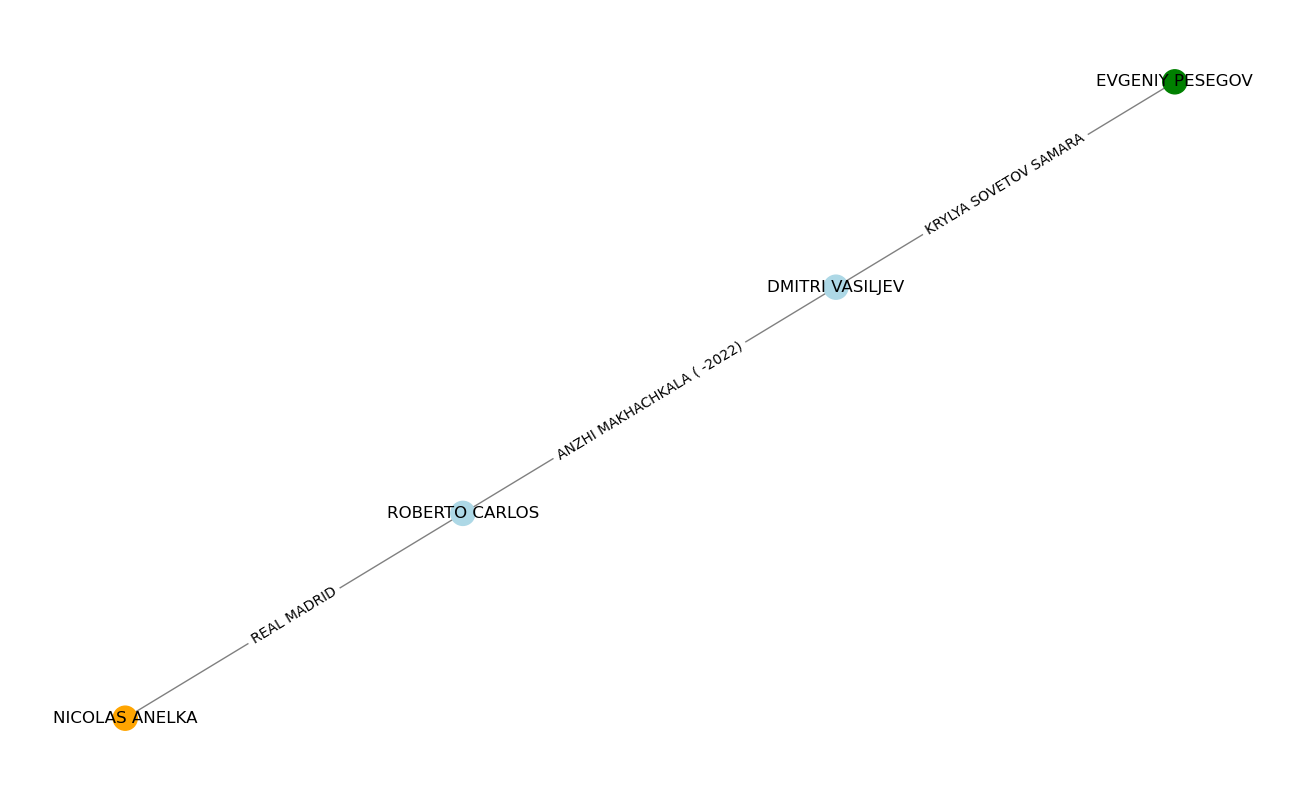 EVGENIY PESEGOV
KRYLYA SOVETOV SAMARA
DMITRI VASILJEV
ANZHI MAKHACHKALA ( -2022)
ROBERTO CARLOS
REAL MADRID
NICOLAS ANELKA